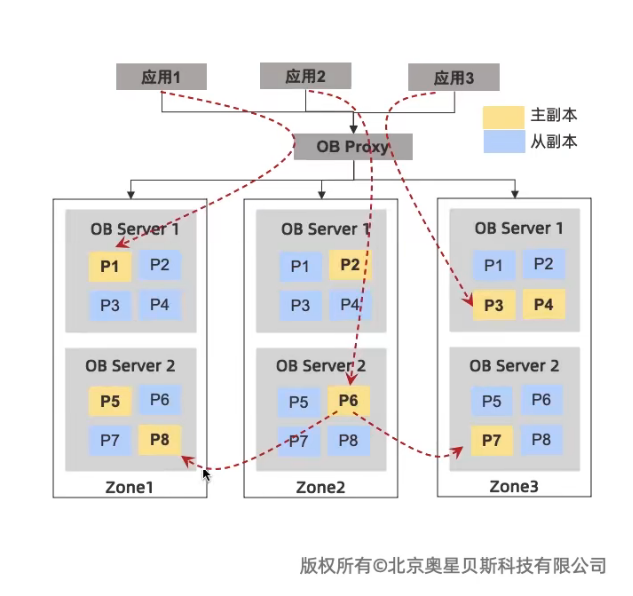 应用1
应用2
应用3
主副本
从副本
OB Proxy
OB Server 1
P1 P2
P3 P4
OB Server 2
P5 P6
P7 P8
Zone1
OB Server 1
P1 P2
P3 P4
OB Server 2
P5 P6
P7 P8
Zone2
OB Server 1
P1 P2
P3 P4
OB Server 2
P5 P6
P7 P8
Zone3
版权所有©北京奥星贝斯科技有限公司